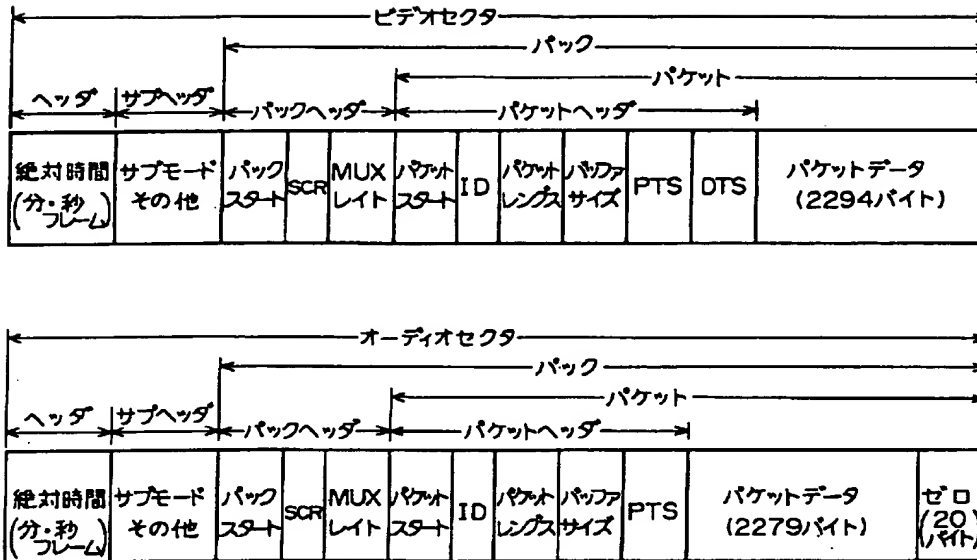 ビデオセクタ
パック
パケット
ヘッダ サブヘッダ パックヘッダ パケットヘッダ
絶対時間 (分・秒 フレーム)
サブモード その他
パック スタート
SCR
MUX レイト
パケット スタート
ID
パケット レングス
バッファ サイズ
PTS
DTS
パケットデータ (2294バイト)
オーディオセクタ
パック
パケット
ヘッダ サブヘッダ パックヘッダ パケットヘッダ
絶対時間 (分・秒 フレーム)
サブモード その他
パック スタート
SCR
MUX レイト
パケット スタート
ID
パケット レングス
バッファ サイズ
PTS
パケットデータ (2279バイト)
ゼロ (20 バイト)